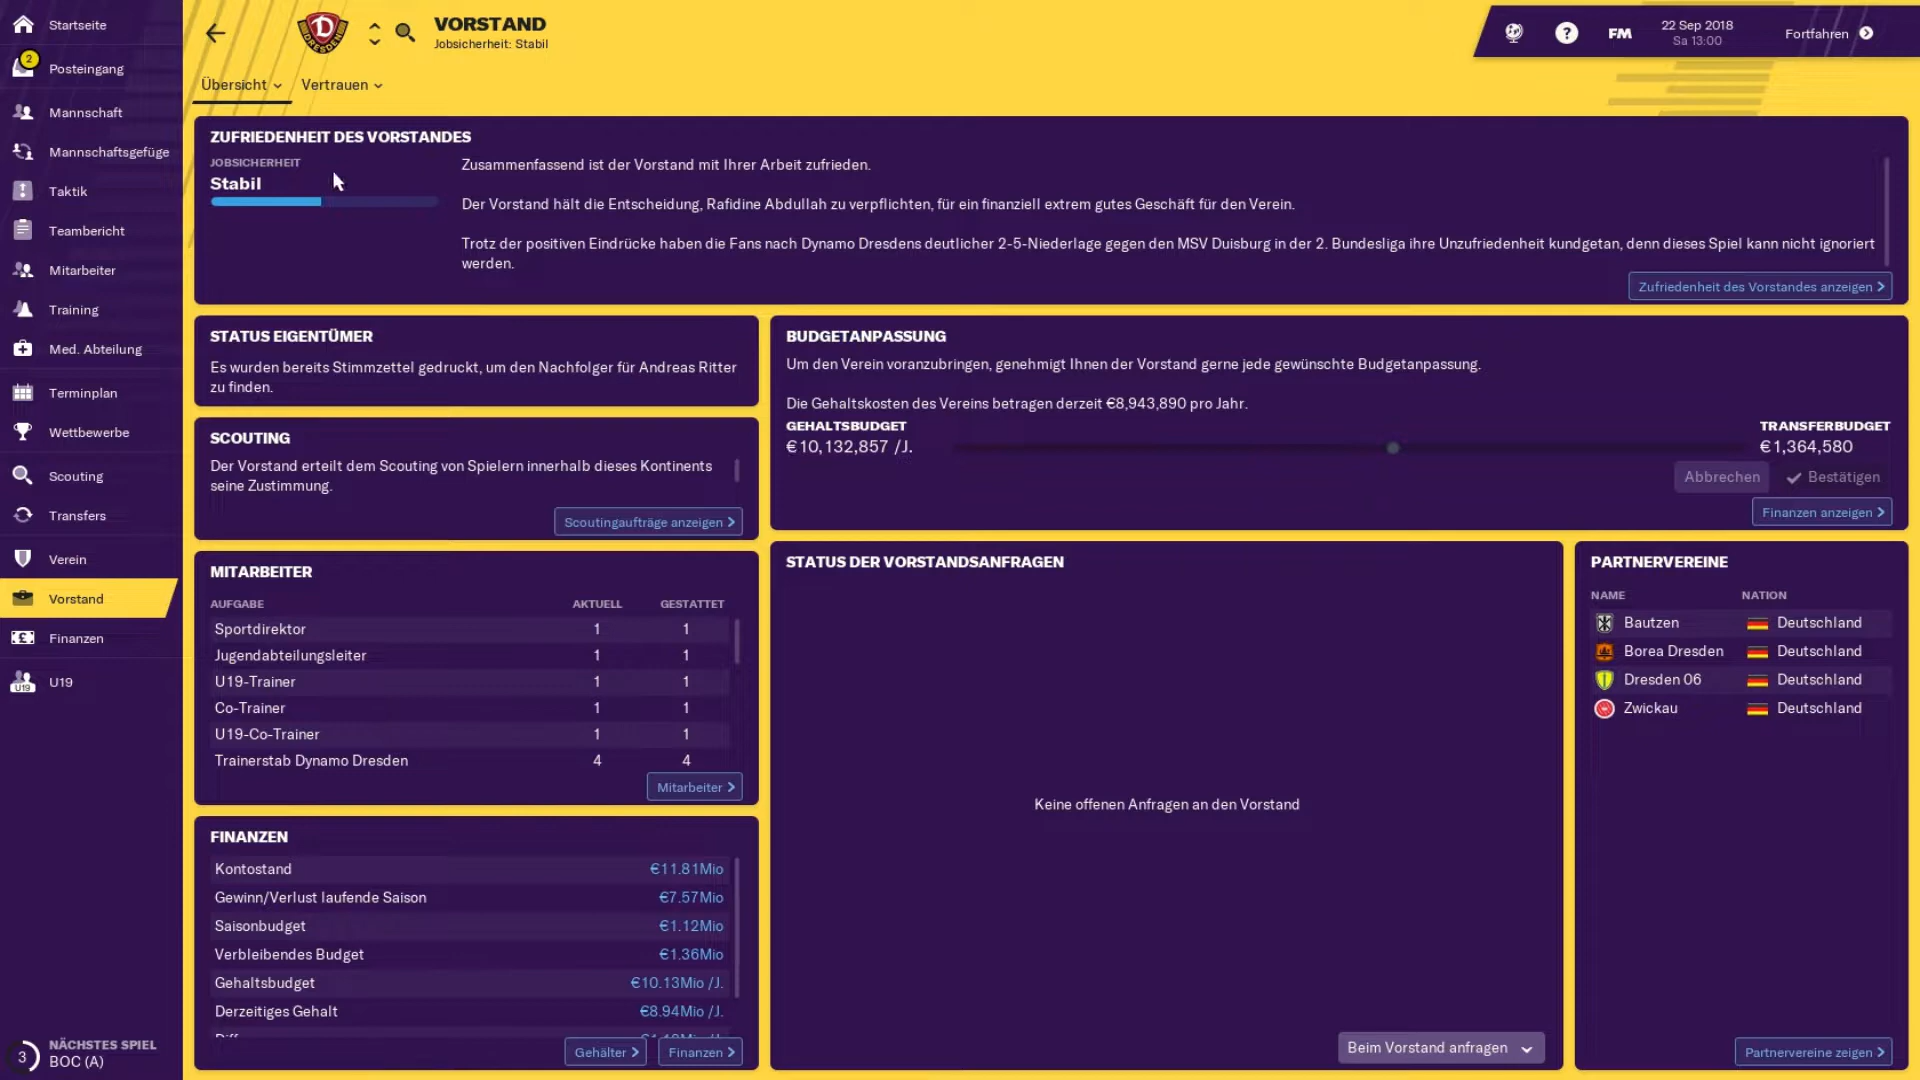 Startseite
2
Posteingang
Mannschaft
Mannschaftsgefüge
Taktik
Teambericht
Mitarbeiter
Training
Med. Abteilung
Terminplan
Wettbewerbe
Scouting
Transfers
Verein
Vorstand
Finanzen
U19
U19
3
NÄCHSTES SPIEL
BOC (A)
D
DRESDEN
VORSTAND
Jobsicherheit: Stabil
?
FM
22 Sep 2018
Sa 13:00
Fortfahren
Übersicht
Vertrauen
ZUFRIEDENHEIT DES VORSTANDES
JOBSICHERHEIT
Stabil
Zusammenfassend ist der Vorstand mit Ihrer Arbeit zufrieden.
Der Vorstand hält die Entscheidung, Rafidine Abdullah zu verpflichten, für ein finanziell extrem gutes Geschäft für den Verein.
Trotz der positiven Eindrücke haben die Fans nach Dynamo Dresdens deutlicher 2-5-Niederlage gegen den MSV Duisburg in der 2. Bundesliga ihre Unzufriedenheit kundgetan, denn dieses Spiel kann nicht ignoriert
werden.
Zufriedenheit des Vorstandes anzeigen
STATUS EIGENTÜMER
Es wurden bereits Stimmzettel gedruckt, um den Nachfolger für Andreas Ritter
zu finden.
SCOUTING
Der Vorstand erteilt dem Scouting von Spielern innerhalb dieses Kontinents
seine Zustimmung.
Scoutingaufträge anzeigen
MITARBEITER
AUFGABE AKTUELL GESTATTET
Sportdirektor 1 1
Jugendabteilungsleiter 1 1
U19-Trainer 1 1
Co-Trainer 1 1
U19-Co-Trainer 1 1
Trainerstab Dynamo Dresden 4 4
Mitarbeiter
FINANZEN
Kontostand €11.81Mio
Gewinn/Verlust laufende Saison €7.57Mio
Saisonbudget €1.12Mio
Verbleibendes Budget €1.36Mio
Gehaltsbudget €10.13Mio /J.
Derzeitiges Gehalt €8.94Mio /J.
Gehälter
Finanzen
BUDGETANPASSUNG
Um den Verein voranzubringen, genehmigt Ihnen der Vorstand gerne jede gewünschte Budgetanpassung.
Die Gehaltskosten des Vereins betragen derzeit €8,943,890 pro Jahr.
GEHALTSBUDGET TRANSFERBUDGET
€10,132,857 /J. €1,364,580
Abbrechen Bestätigen
Finanzen anzeigen
STATUS DER VORSTANDSANFRAGEN
Keine offenen Anfragen an den Vorstand
Beim Vorstand anfragen
PARTNERVEREINE
NAME NATION
Bautzen Deutschland
Borea Dresden Deutschland
Dresden 06 Deutschland
Zwickau Deutschland
Partnervereine zeigen